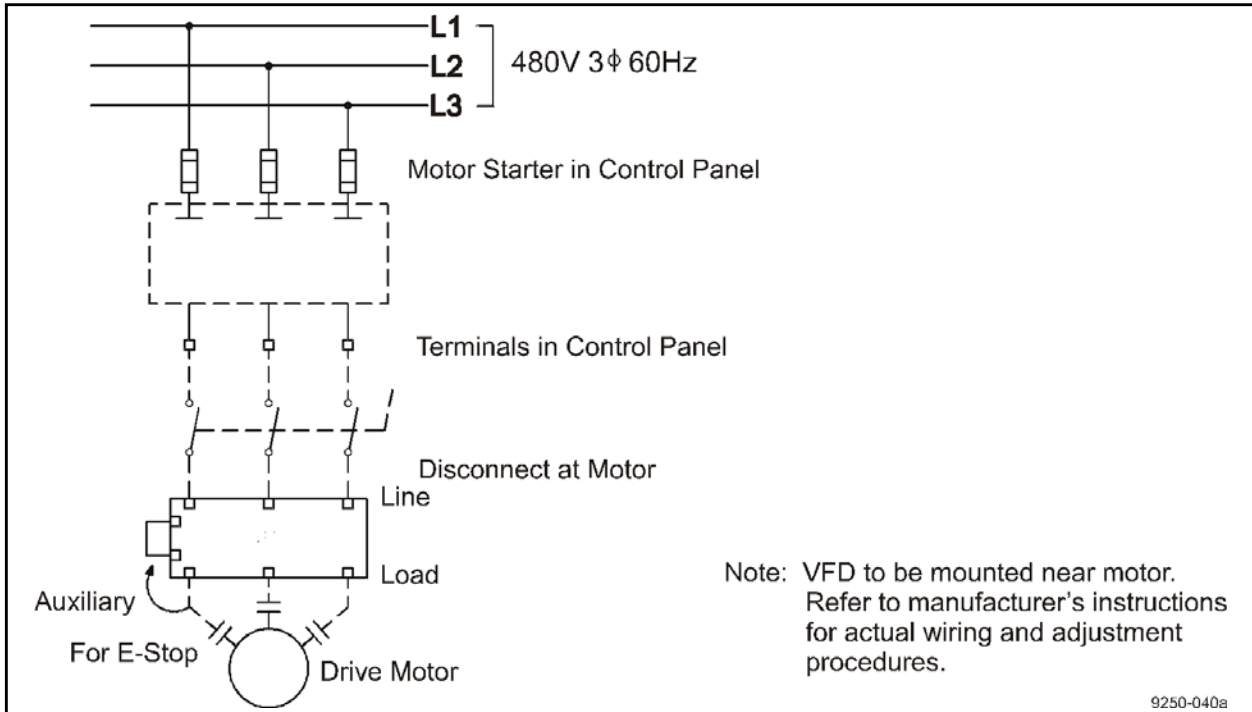 L1
L2
480V 3ϕ 60Hz
L3
Motor Starter in Control Panel
Terminals in Control Panel
Disconnect at Motor
Line
Load
Auxiliary
For E-Stop
Drive Motor
Note: VFD to be mounted near motor.
Refer to manufacturer's instructions
for actual wiring and adjustment
procedures.
9250-040a